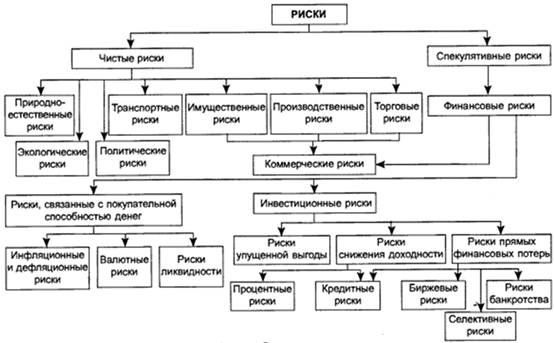 РИСКИ
Чистые риски
Спекулятивные риски
Природно-
естественные
риски
Транспортные
риски
Имущественные
риски
Производственные
риски
Торговые
риски
Финансовые риски
Экологические
риски
Политические
риски
Коммерческие риски
Риски, связанные с покупательной
способностью денег
Инвестиционные риски
Инфляционные
и дефляционные
риски
Валютные
риски
Риски
ликвидности
Риски
упущенной выгоды
Риски
снижения доходности
Риски прямых
финансовых потерь
Процентные
риски
Кредитные
риски
Биржевые
риски
Риски
банкротства
Селективные
риски